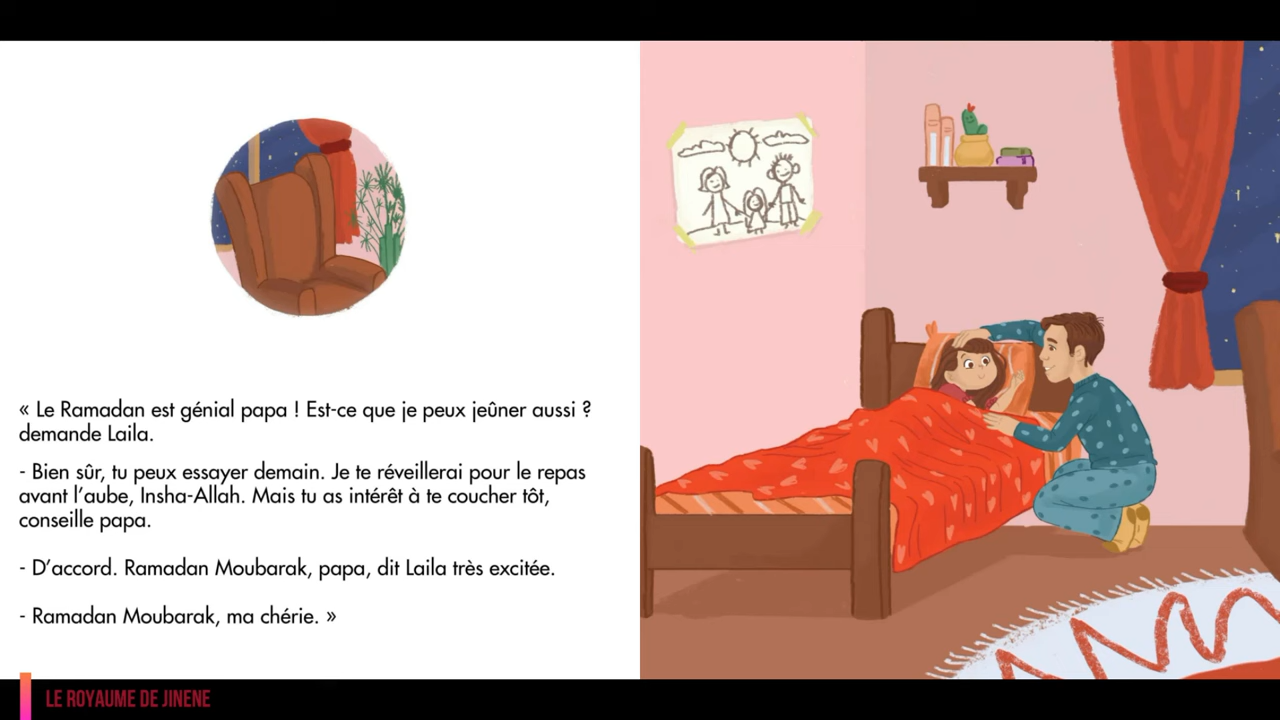 « Le Ramadan est génial papa ! Est-ce que je peux jeûner aussi ?
demande Laila.
- Bien sûr, tu peux essayer demain. Je te réveillerai pour le repas
avant l’aube, Insha-Allah. Mais tu as intérêt à te coucher tôt,
conseille papa.
- D’accord. Ramadan Moubarak, papa, dit Laila très excitée.
- Ramadan Moubarak, ma chérie. »
LE ROYAUME DE JINENE